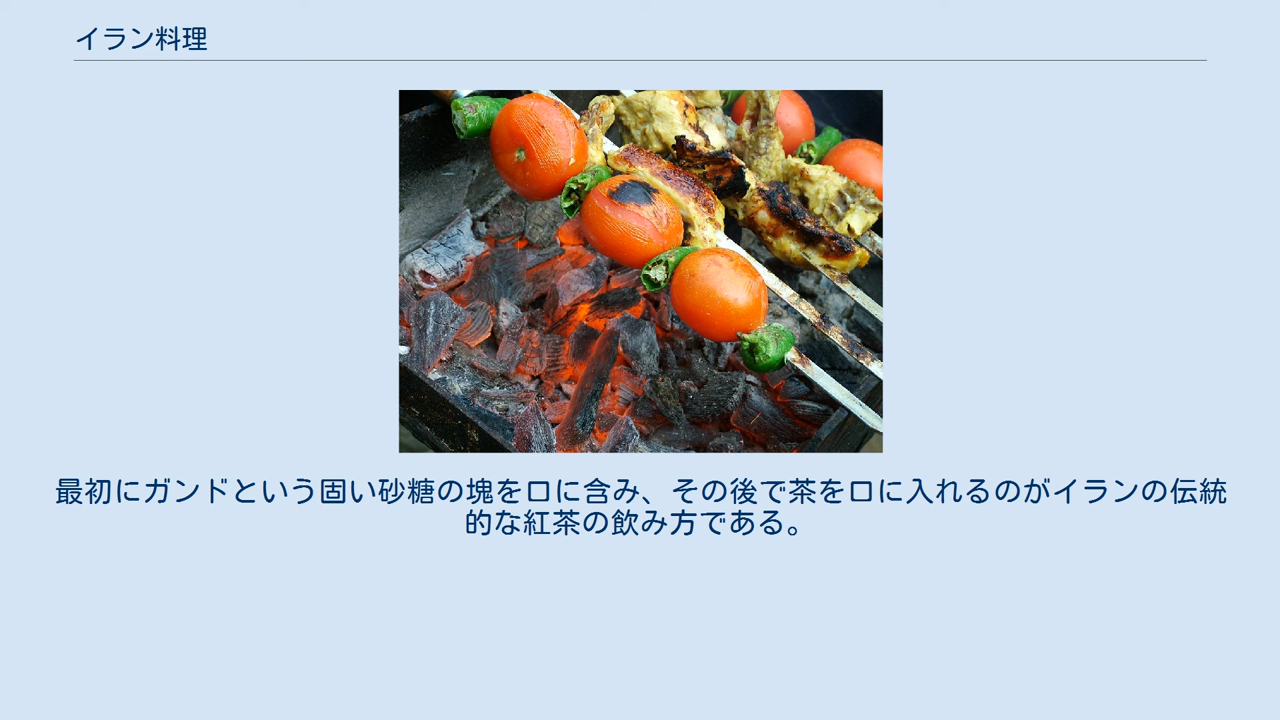 イラン料理
最初にガンドという固い砂糖の塊を口に含み、その後で茶を口に入れるのがイランの伝統
的な紅茶の飲み方である。